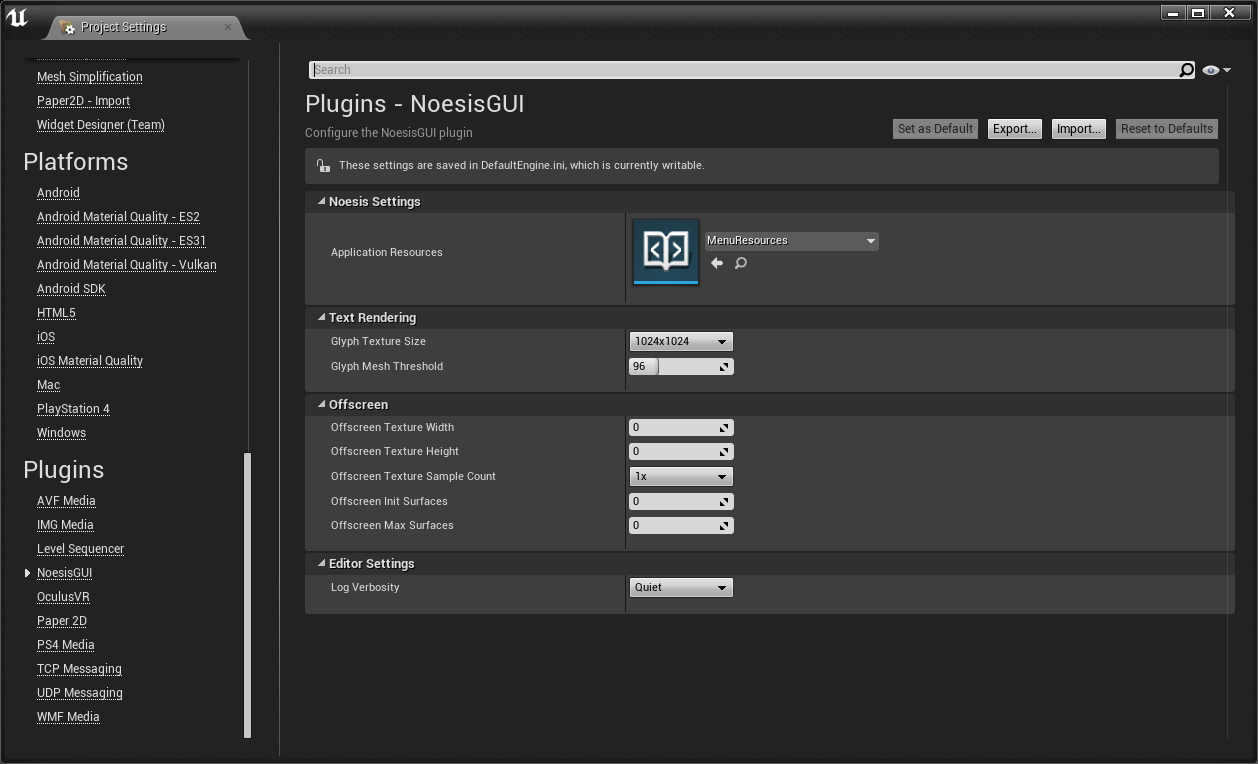 Project Settings
Mesh Simplification
Paper2D - Import
Widget Designer (Team)
Platforms
Android
Android Material Quality - ES2
Android Material Quality - ES31
Android Material Quality - Vulkan
Android SDK
HTML5
iOS
iOS Material Quality
Mac
PlayStation 4
Windows
Plugins
AVF Media
IMG Media
Level Sequencer
NoesisGUI
OculusVR
Paper 2D
PS4 Media
TCP Messaging
UDP Messaging
WMF Media
Search
Plugins - NoesisGUI
Configure the NoesisGUI plugin
Set as Default Export... Import... Reset to Defaults
These settings are saved in DefaultEngine.ini, which is currently writable.
Noesis Settings
Application Resources MenuResources
Text Rendering
Glyph Texture Size 1024x1024
Glyph Mesh Threshold 96
Offscreen
Offscreen Texture Width 0
Offscreen Texture Height 0
Offscreen Texture Sample Count 1x
Offscreen Init Surfaces 0
Offscreen Max Surfaces 0
Editor Settings
Log Verbosity Quiet